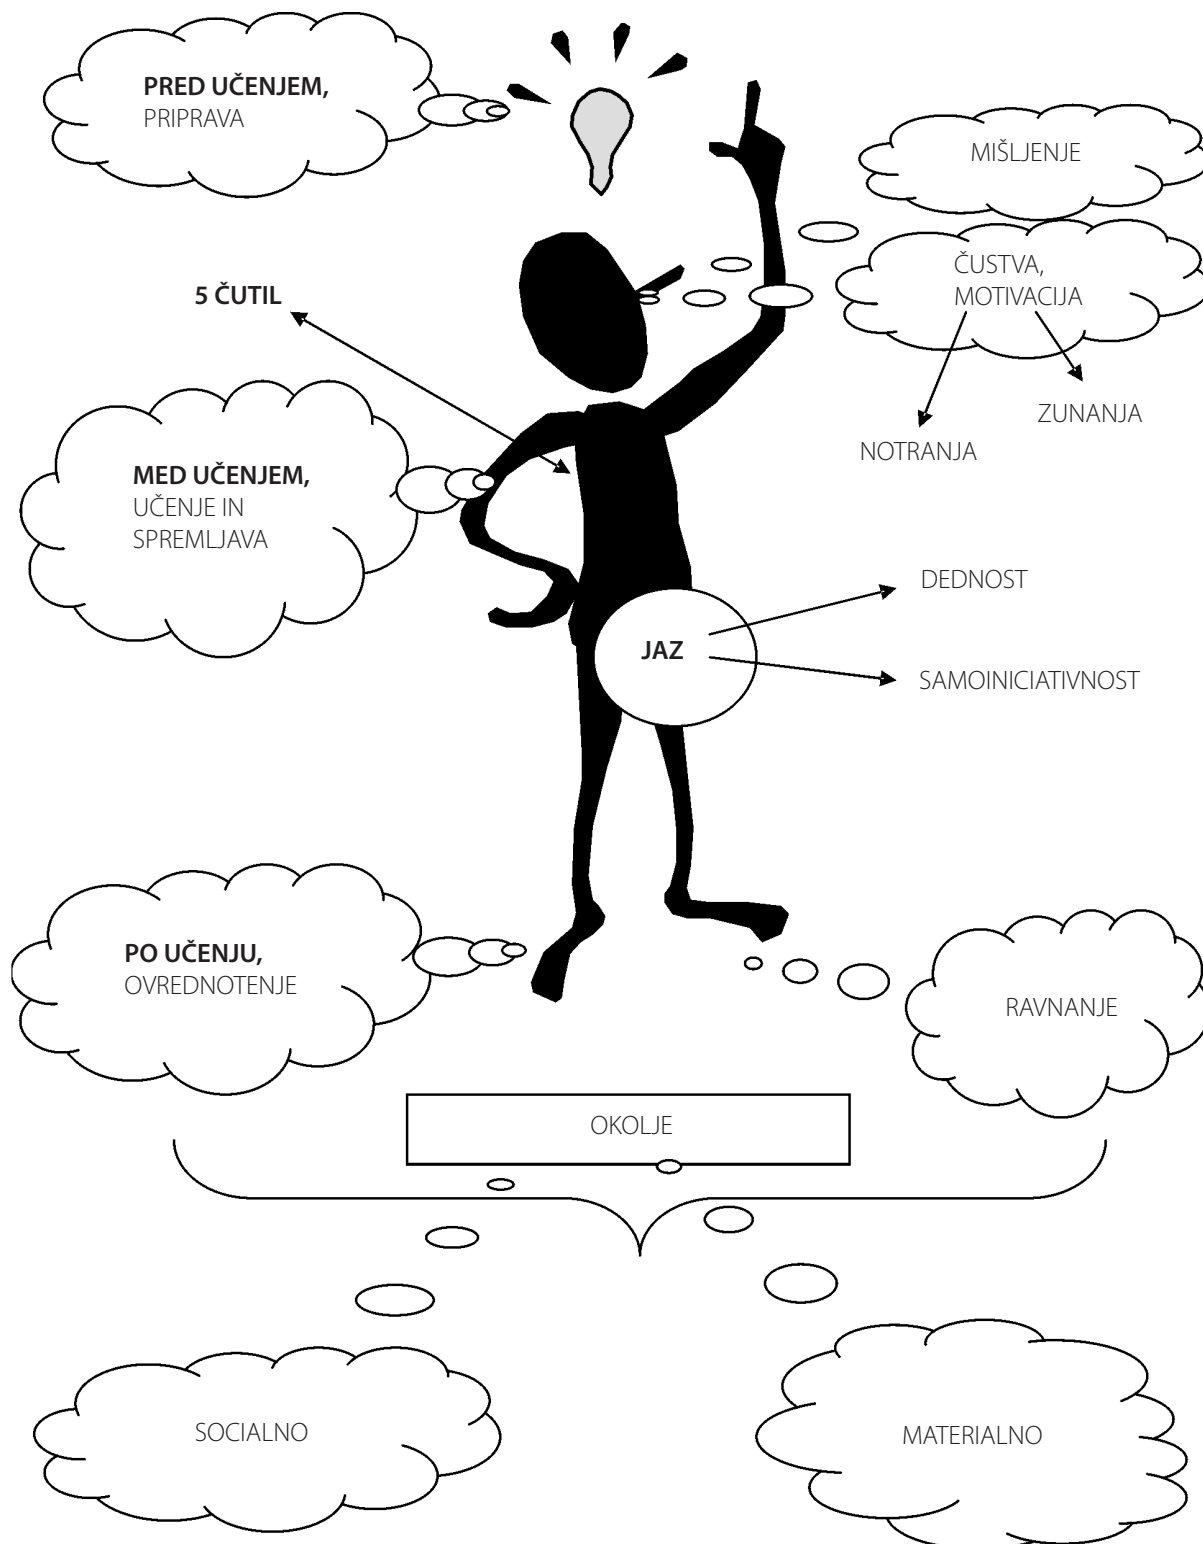 PRED UČENJEM,
PRIPRAVA
MIŠLJENJE
ČUSTVA,
MOTIVACIJA
5 ČUTIL
ZUNANJA
NOTRANJA
MED UČENJEM,
UČENJE IN
SPREMLJAVA
DEDNOST
JAZ
SAMOINICIATIVNOST
PO UČENJU,
OVREDNOTENJE
RAVNANJE
OKOLJE
SOCIALNO
MATERIALNO